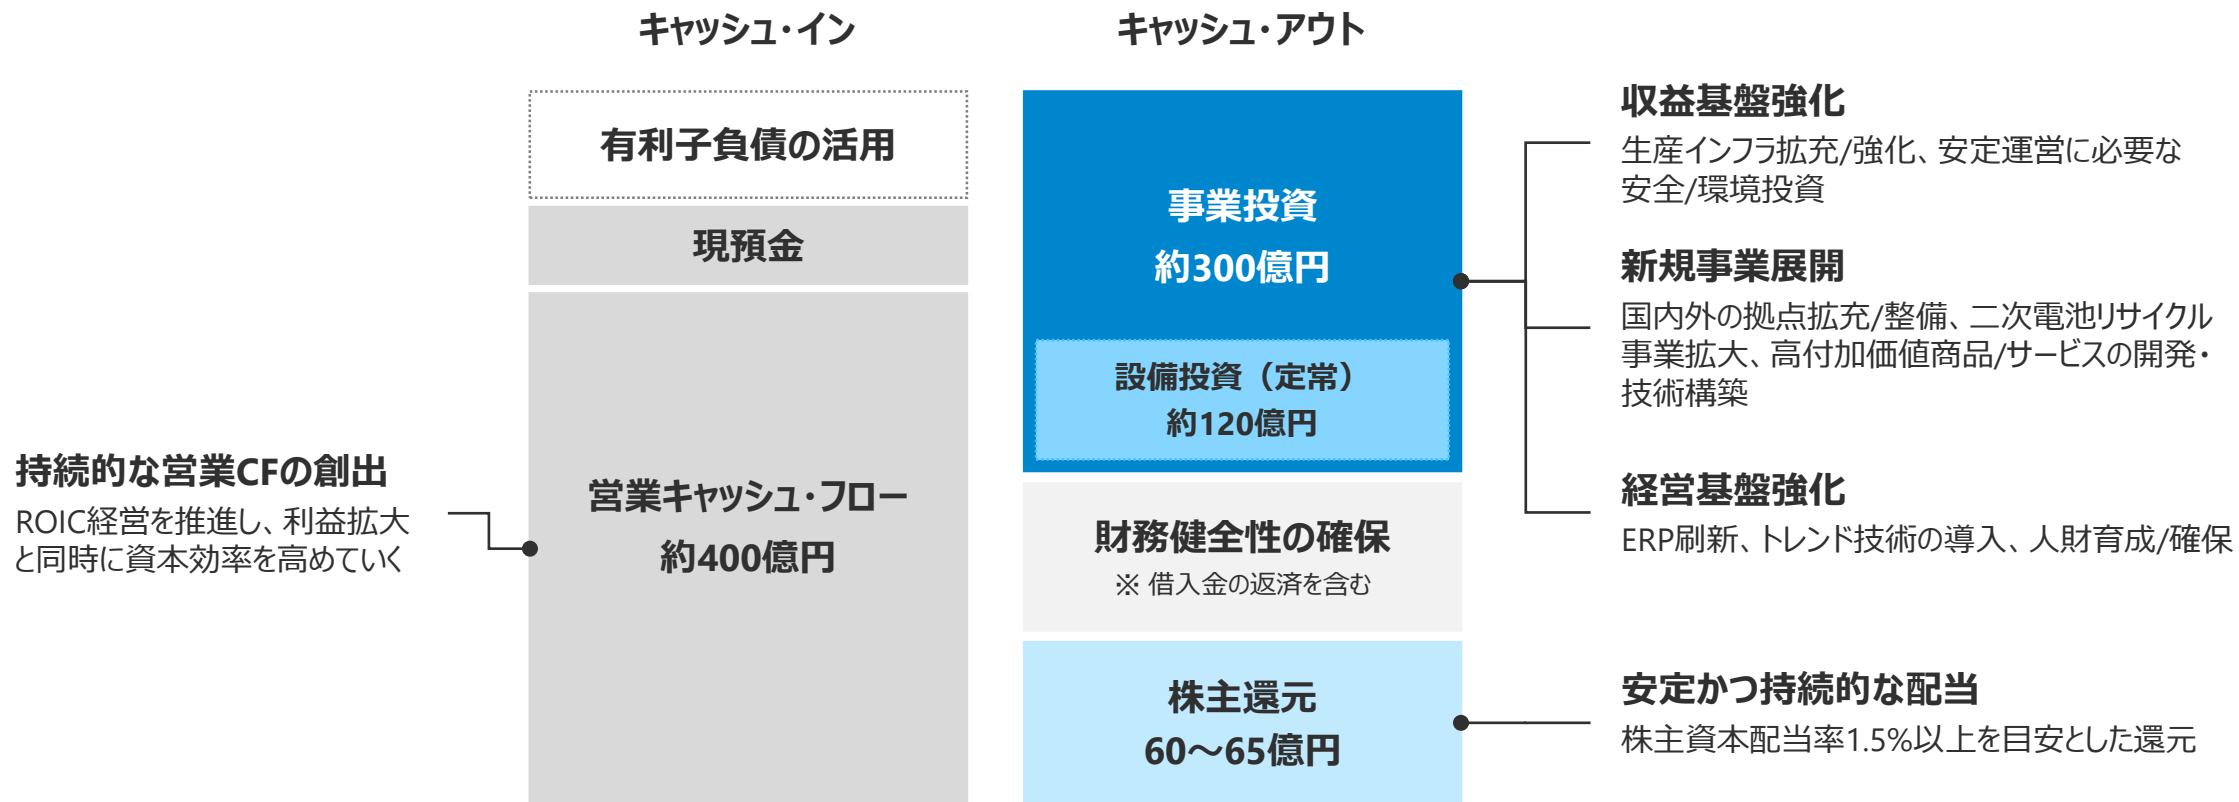 キャッシュ・イン
キャッシュ・アウト
有利子負債の活用
現預金
営業キャッシュ・フロー
約400億円
持続的な営業CFの創出
ROIC経営を推進し、利益拡大
と同時に資本効率を高めていく
事業投資
約300億円
設備投資（定常）
約120億円
財務健全性の確保
※ 借入金の返済を含む
株主還元
60～65億円
収益基盤強化
生産インフラ拡充/強化、安定運営に必要な
安全/環境投資
新規事業展開
国内外の拠点拡充/整備、二次電池リサイクル
事業拡大、高付加価値商品/サービスの開発・
技術構築
経営基盤強化
ERP刷新、トレンド技術の導入、人財育成/確保
安定かつ持続的な配当
株主資本配当率1.5%以上を目安とした還元